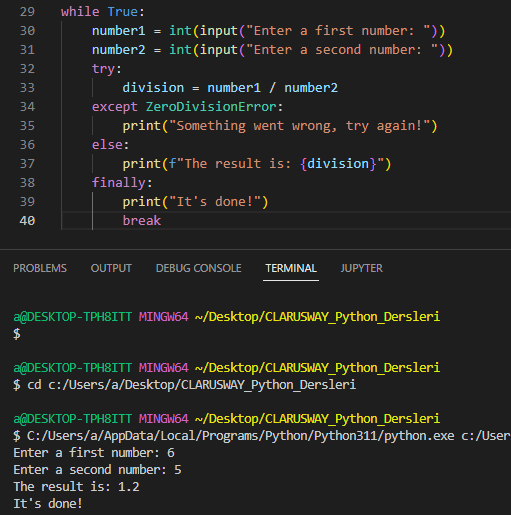 29 while True:
30     number1 = int(input("Enter a first number: "))
31     number2 = int(input("Enter a second number: "))
32     try:
33         division = number1 / number2
34     except ZeroDivisionError:
35         print("Something went wrong, try again!")
36     else:
37         print(f"The result is: {division}")
38     finally:
39         print("It's done!")
40         break
PROBLEMS OUTPUT DEBUG CONSOLE TERMINAL JUPYTER
a@DESKTOP-TPH8ITT MINGW64 ~/Desktop/CLARUSWAY_Python_Dersleri
$
a@DESKTOP-TPH8ITT MINGW64 ~/Desktop/CLARUSWAY_Python_Dersleri
$ cd c:/Users/a/Desktop/CLARUSWAY_Python_Dersleri
a@DESKTOP-TPH8ITT MINGW64 ~/Desktop/CLARUSWAY_Python_Dersleri
$ C:/Users/a/AppData/Local/Programs/Python/Python311/python.exe c:/User
Enter a first number: 6
Enter a second number: 5
The result is: 1.2
It's done!